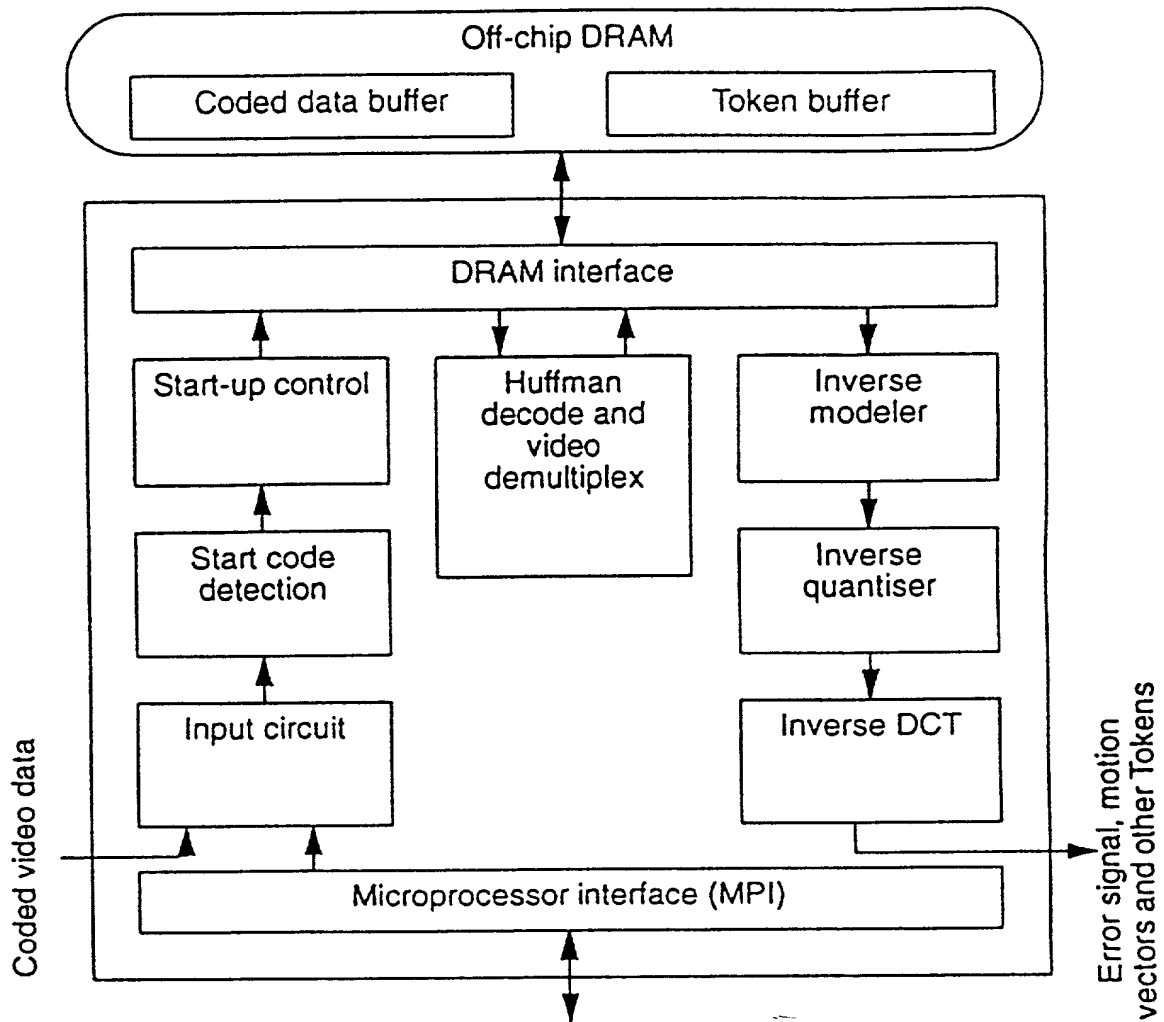 Off-chip DRAM
Coded data buffer
Token buffer
DRAM interface
Start-up control
Huffman
decode and
video
demultiplex
Inverse
modeler
Start code
detection
Inverse
quantiser
Input circuit
Inverse DCT
Coded video data
Error signal, motion
vectors and other Tokens
Microprocessor interface (MPI)